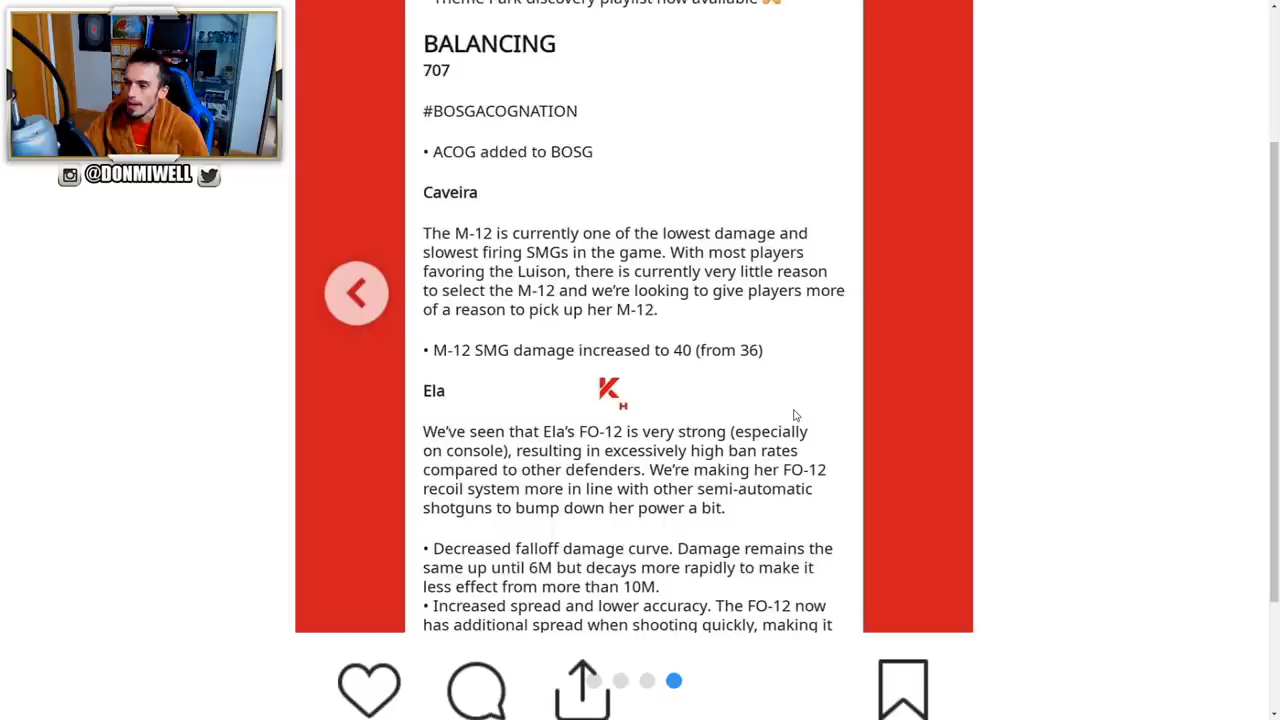 Theme Park discovery playlist now available
BALANCING
707
#BOSGACOGNATION
• ACOG added to BOSG
Caveira
The M-12 is currently one of the lowest damage and
slowest firing SMGs in the game. With most players
favoring the Luison, there is currently very little reason
to select the M-12 and we're looking to give players more
of a reason to pick up her M-12.
• M-12 SMG damage increased to 40 (from 36)
Ela
K
H
We've seen that Ela's FO-12 is very strong (especially
on console), resulting in excessively high ban rates
compared to other defenders. We're making her FO-12
recoil system more in line with other semi-automatic
shotguns to bump down her power a bit.
• Decreased falloff damage curve. Damage remains the
same up until 6M but decays more rapidly to make it
less effect from more than 10M.
• Increased spread and lower accuracy. The FO-12 now
has additional spread when shooting quickly, making it
@DONMIWELL